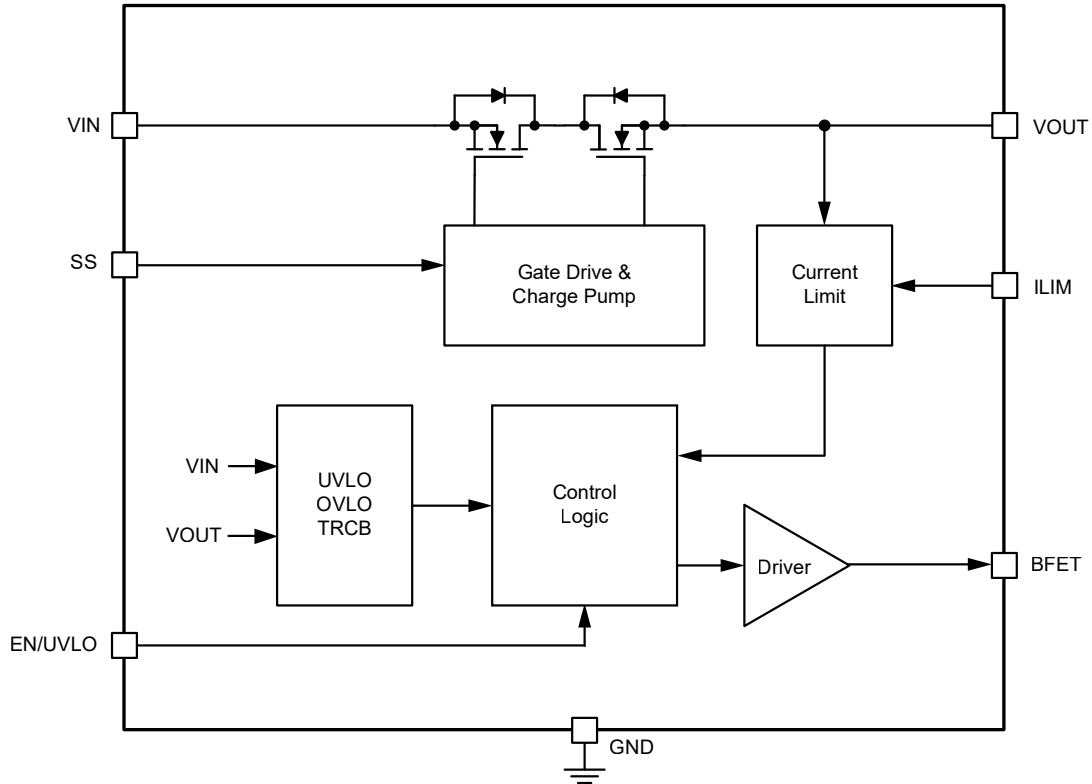 VIN
VOUT
SS
Gate Drive &
Charge Pump
Current
Limit
ILIM
VIN
VOUT
UVLO
OVLO
TRCB
Control
Logic
Driver
BFET
EN/UVLO
GND